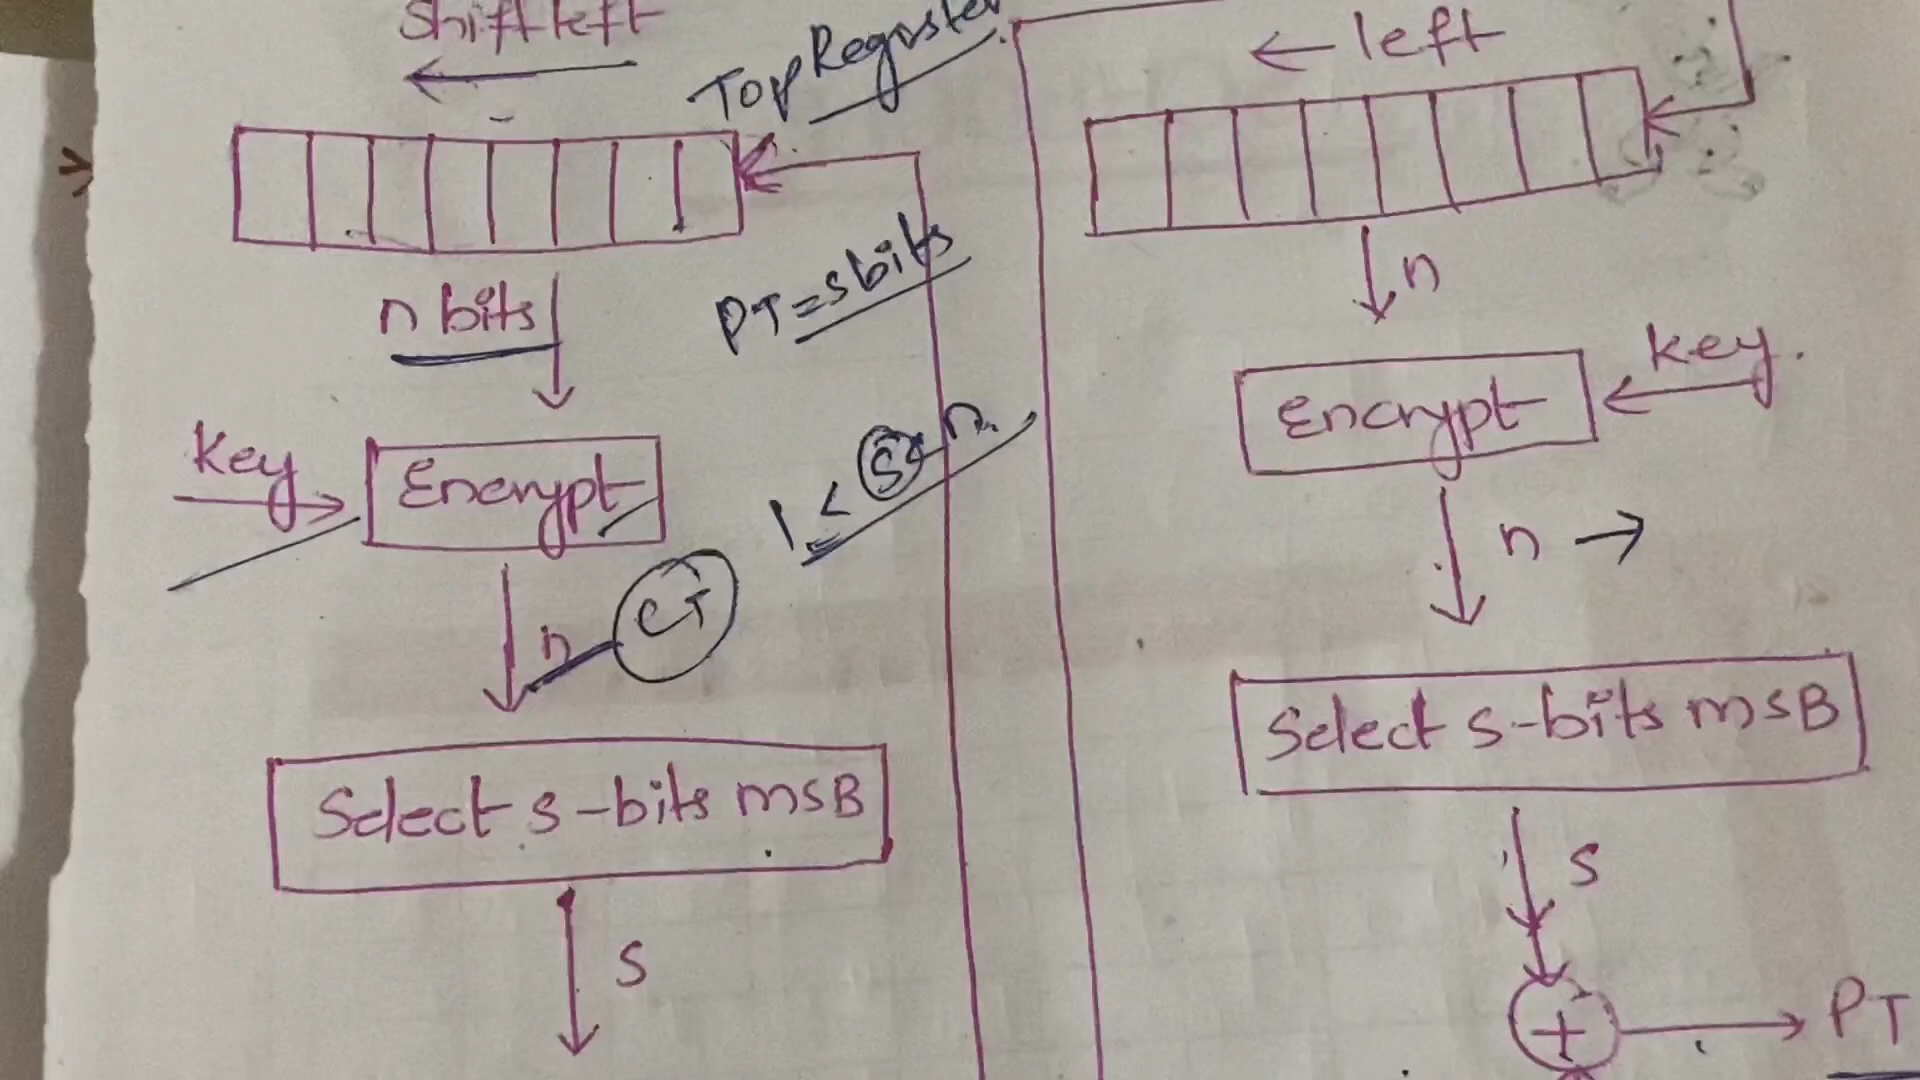 Shift left
←
Top Register
n bits
PT = s bits
key
Encrypt
1 < s < n
n
CT
Select s-bits msB
s
← left
n
key.
Encrypt
n →
Select s-bits msB
s
+
PT